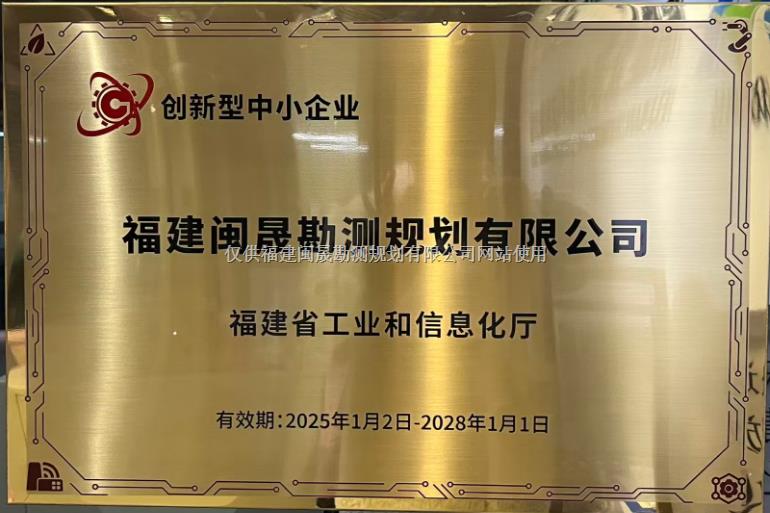 创新型中小企业
福建闽晟勘测规划有限公司
仅供福建闽晟勘测规划有限公司网站使用
福建省工业和信息化厅
有效期:2025年1月2日-2028年1月1日